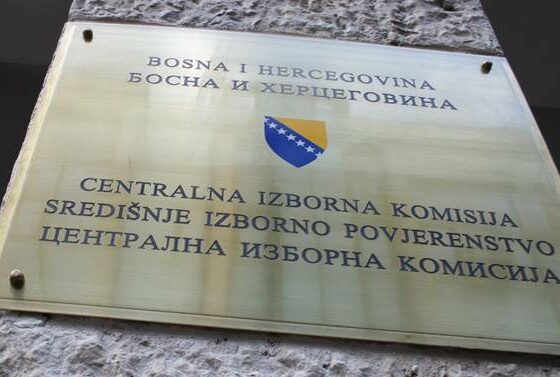 BOSNA I HERCEGOVINA
БОСНА И ХЕРЦЕГОВИНА
CENTRALNA IZBORNA KOMISIJA
SREDIŠNJE IZBORNO POVJERENSTVO
ЦЕНТРАЛНА ИЗБОРНА КОМИСИЈА